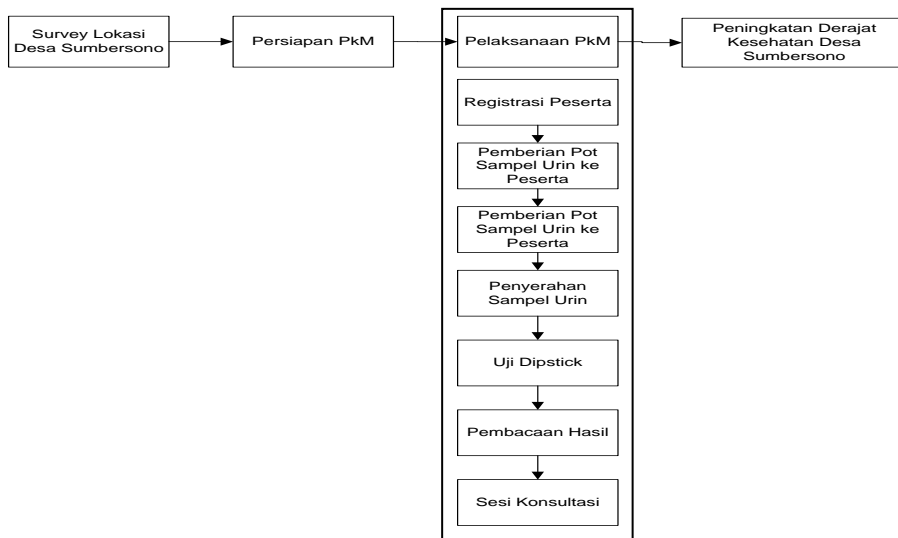 Survey Lokasi
Desa Sumbersono
Persiapan PkM
Pelaksanaan PkM
Peningkatan Derajat
Kesehatan Desa
Sumbersono
Registrasi Peserta
Pemberian Pot
Sampel Urin ke
Peserta
Pemberian Pot
Sampel Urin ke
Peserta
Penyerahan
Sampel Urin
Uji Dipstick
Pembacaan Hasil
Sesi Konsultasi